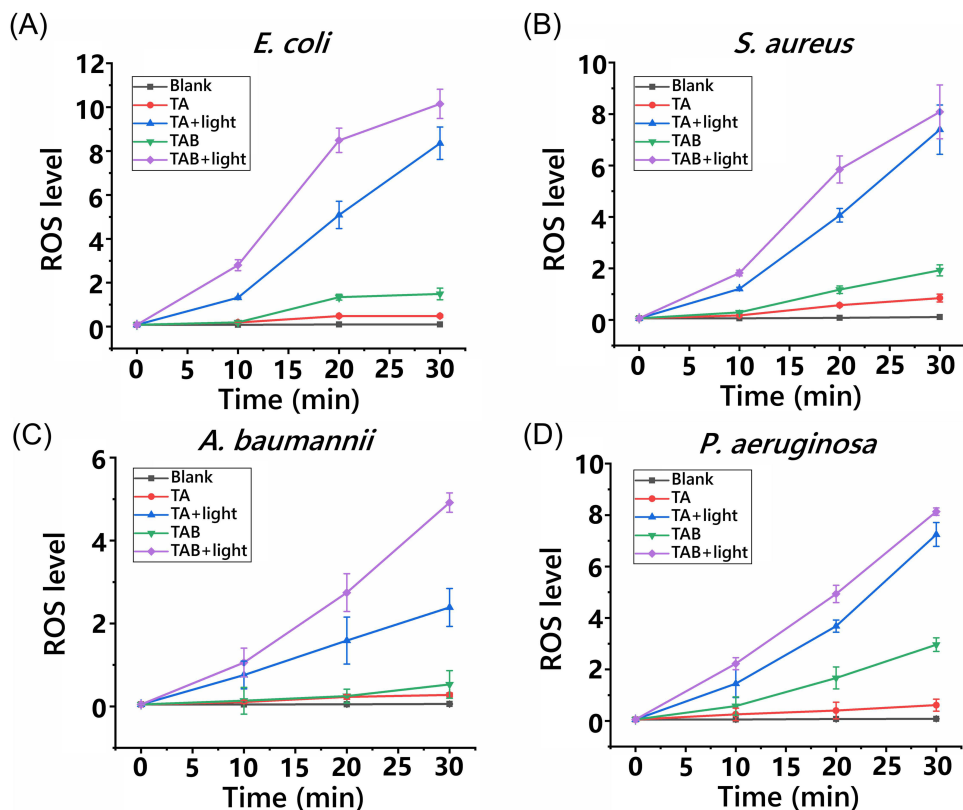 (A)
E. coli
12
10
8
6
4
2
0
ROS level
Blank
TA
TA+light
TAB
TAB+light
0 5 10 15 20 25 30
Time (min)
(B)
S. aureus
10
8
6
4
2
0
ROS level
Blank
TA
TA+light
TAB
TAB+light
0 5 10 15 20 25 30
Time (min)
(C)
A. baumannii
6
4
2
0
ROS level
Blank
TA
TA+light
TAB
TAB+light
0 5 10 15 20 25 30
Time (min)
(D)
P. aeruginosa
10
8
6
4
2
0
ROS level
Blank
TA
TA+light
TAB
TAB+light
0 5 10 15 20 25 30
Time (min)